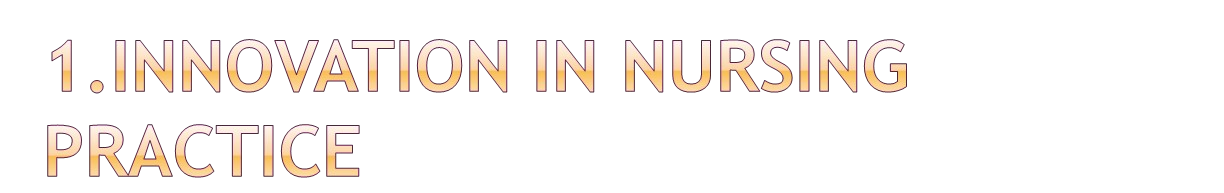 1.INNOVATION IN NURSING
PRACTICE